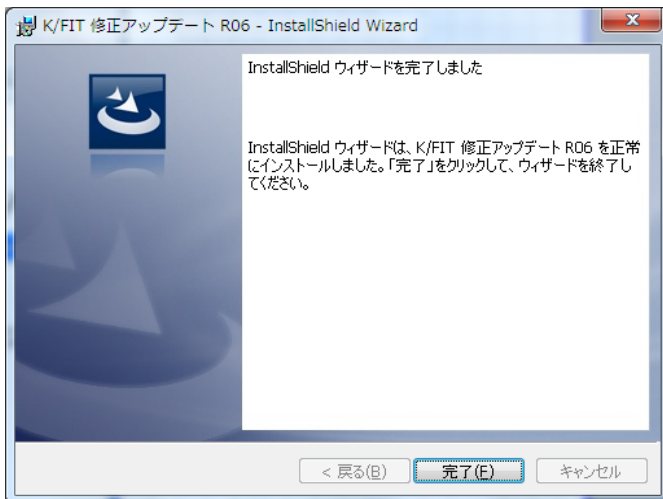 K/FIT 修正アップデート R06 - InstallShield Wizard
InstallShield ウィザードを完了しました
InstallShield ウィザードは、K/FIT 修正アップデート R06 を正常
にインストールしました。「完了」をクリックして、ウィザードを終了し
てください。
< 戻る(B) 完了(F) キャンセル